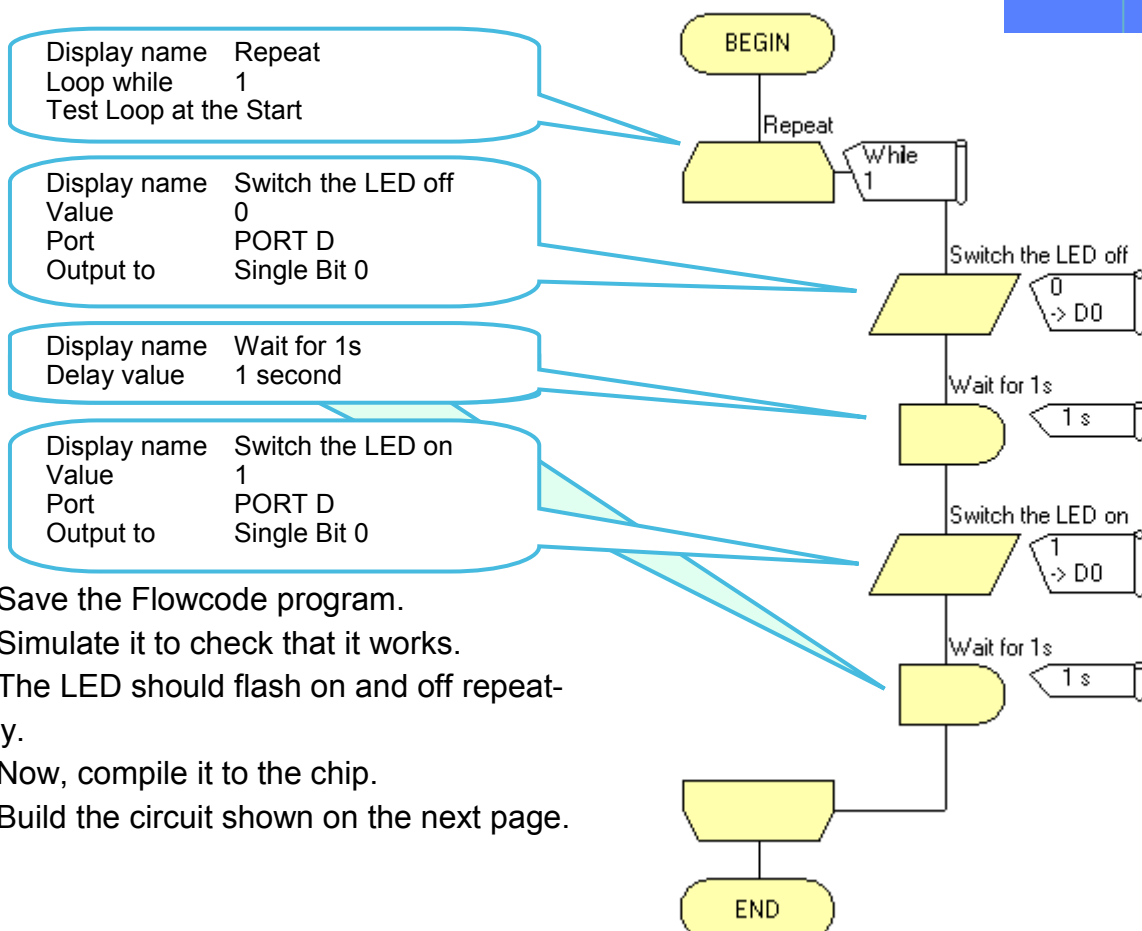 Display name Repeat
Loop while 1
Test Loop at the Start
Display name Switch the LED off
Value 0
Port PORT D
Output to Single Bit 0
Display name Wait for 1s
Delay value 1 second
Display name Switch the LED on
Value 1
Port PORT D
Output to Single Bit 0
Save the Flowcode program.
Simulate it to check that it works.
The LED should flash on and off repeat-
y.
Now, compile it to the chip.
Build the circuit shown on the next page.
BEGIN
Repeat
While
1
Switch the LED off
0
-> D0
Wait for 1s
1 s
Switch the LED on
1
-> D0
Wait for 1s
1 s
END